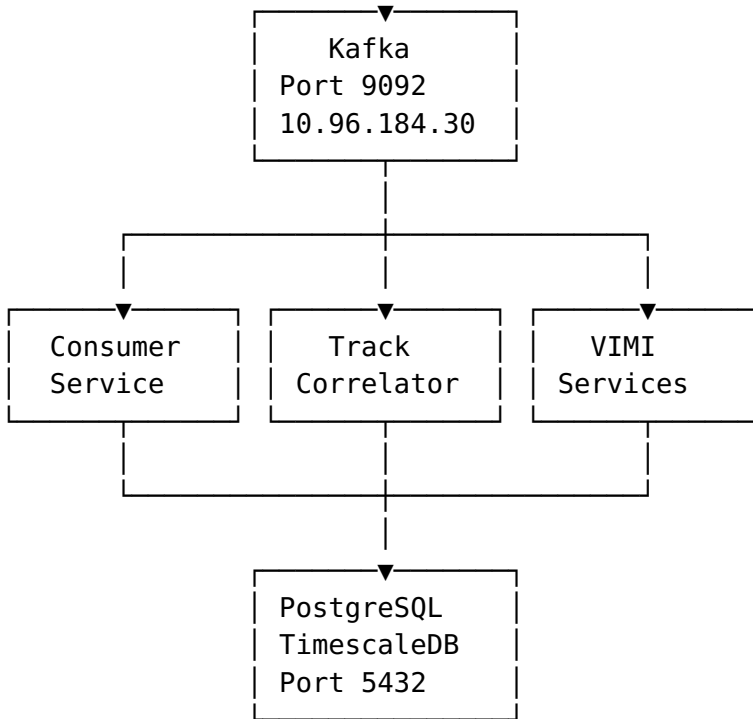 Kafka
Port 9092
10.96.184.30
Consumer
Service
Track
Correlator
VIMI
Services
PostgreSQL
TimescaleDB
Port 5432